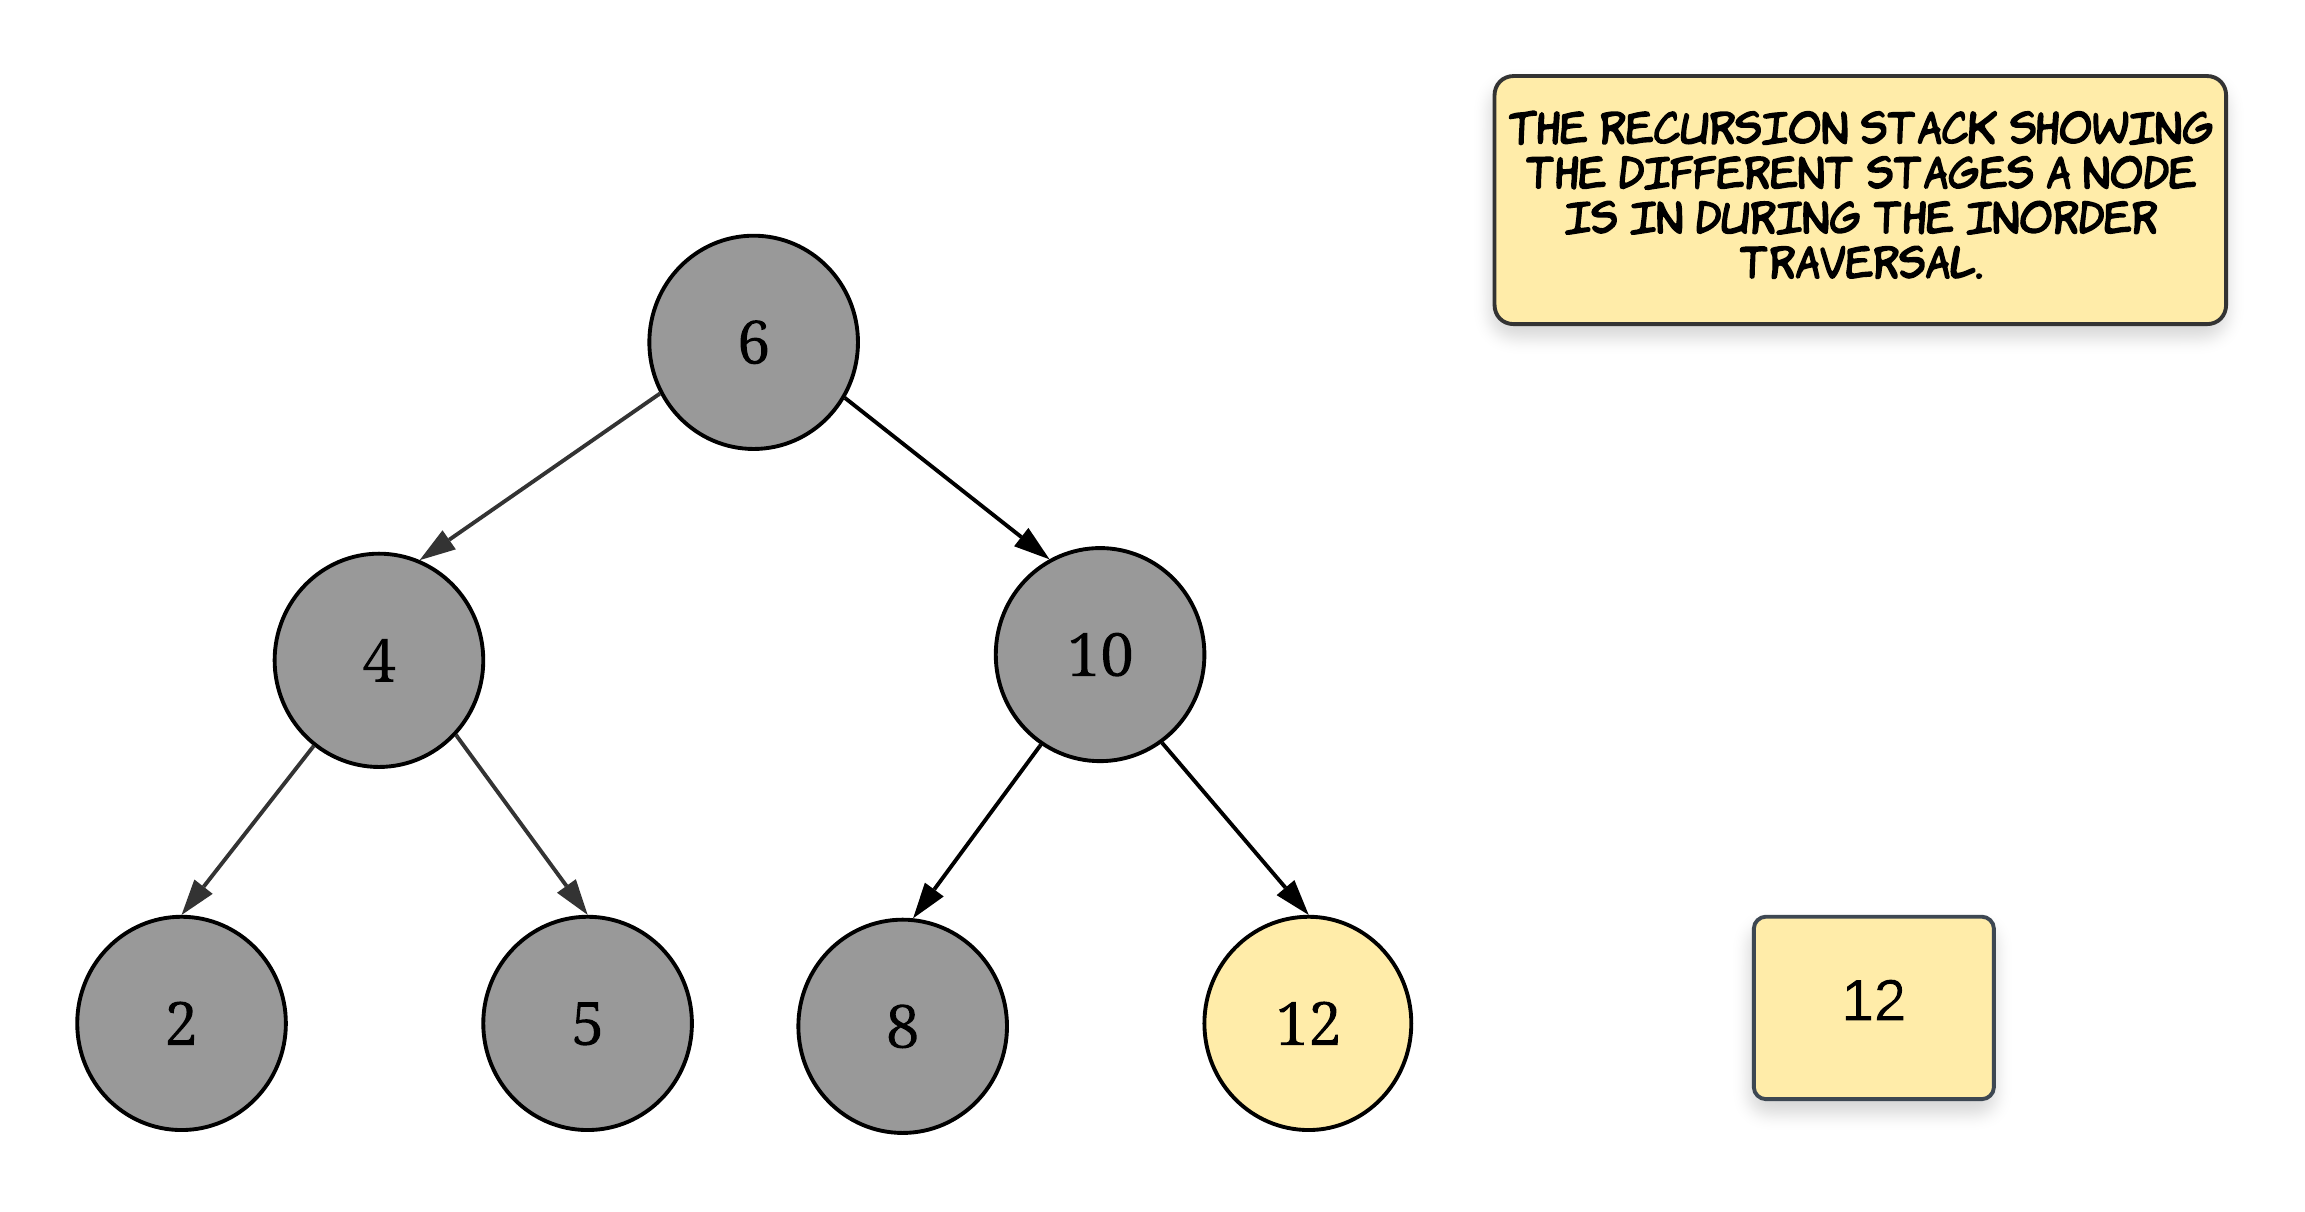 THE RECURSION STACK SHOWING
THE DIFFERENT STAGES A NODE
IS IN DURING THE INORDER
TRAVERSAL.
6
4
10
2
5
8
12
12